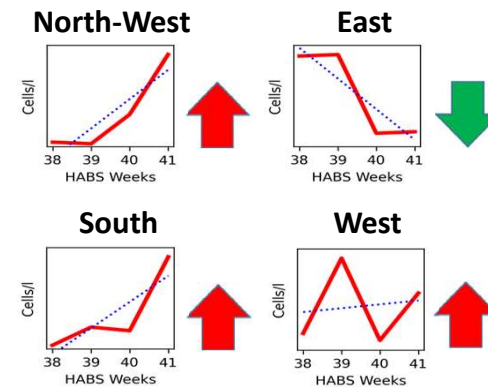 North-West
Cells/l
38 39 40 41
HABS Weeks
East
Cells/l
38 39 40 41
HABS Weeks
South
Cells/l
38 39 40 41
HABS Weeks
West
Cells/l
38 39 40 41
HABS Weeks